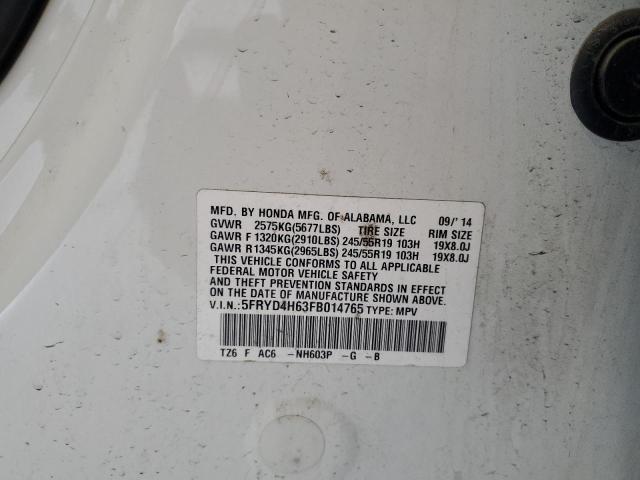 MFD. BY HONDA MFG. OF ALABAMA, LLC 09/'14
GVWR 2575KG(5677LBS) TIRE SIZE RIM SIZE
GAWR F 1320KG(2910LBS) 245/55R19 103H 19X8.0J
GAWR R1345KG(2965LBS) 245/55R19 103H 19X8.0J
THIS VEHICLE CONFORMS TO ALL APPLICABLE
FEDERAL MOTOR VEHICLE SAFETY
AND THEFT PREVENTION STANDARDS IN EFFECT
ON THE DATE OF MANUFACTURE SHOWN ABOVE.
V.I.N.:5FRYD4H63FB014765 TYPE: MPV
TZ6 F AC6 -NH603P -G -B